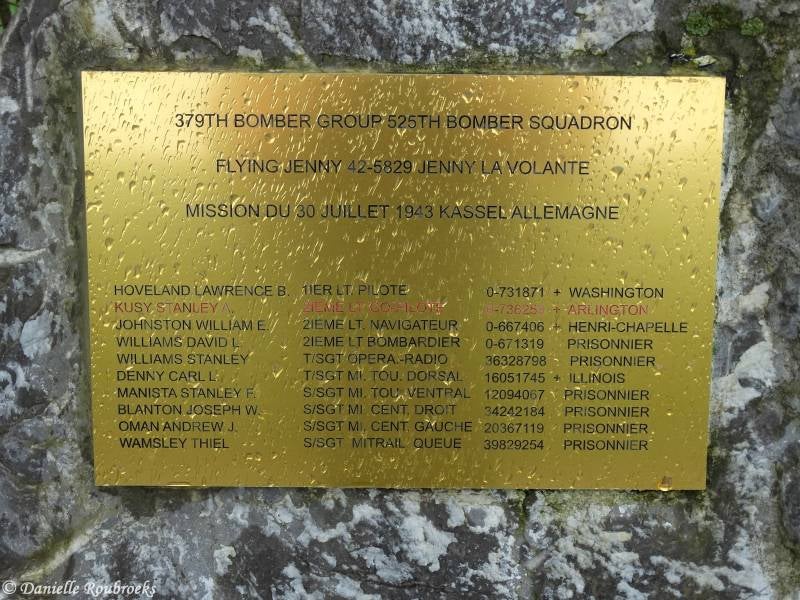 379TH BOMBER GROUP 525TH BOMBER SQUADRON
FLYING JENNY 42-5829 JENNY LA VOLANTE
MISSION DU 30 JUILLET 1943 KASSEL ALLEMAGNE
HOVELAND LAWRENCE B. 1IER LT. PILOTE 0-731871 + WASHINGTON
KUSY STANLEY A. 2IEME LT. CO-PILOTE + ARLINGTON
JOHNSTON WILLIAM E. 2IEME LT. NAVIGATEUR 0-667406 + HENRI-CHAPELLE
WILLIAMS DAVID L. 2IEME LT BOMBARDIER 0-671319 PRISONNIER
WILLIAMS STANLEY T/SGT OPERA.-RADIO 36328798 PRISONNIER
DENNY CARL L. T/SGT MI. TOU. DORSAL 16051745 + ILLINOIS
MANISTA STANLEY F. S/SGT MI. TOU. VENTRAL 12094067 PRISONNIER
BLANTON JOSEPH W. S/SGT MI. CENT. DROIT 34242184 PRISONNIER
OMAN ANDREW J. S/SGT MI. CENT. GAUCHE 20367119 PRISONNIER
WAMSLEY THIEL S/SGT MITRAIL. QUEUE 39829254 PRISONNIER
© Danielle Roubroeks